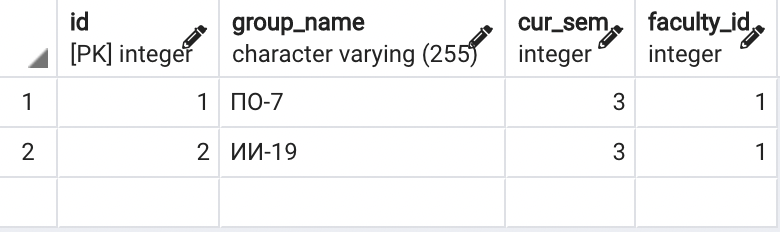 id group_name cur_sem faculty_id
[PK] integer character varying (255) integer integer
1 1 ПО-7 3 1
2 2 ИИ-19 3 1